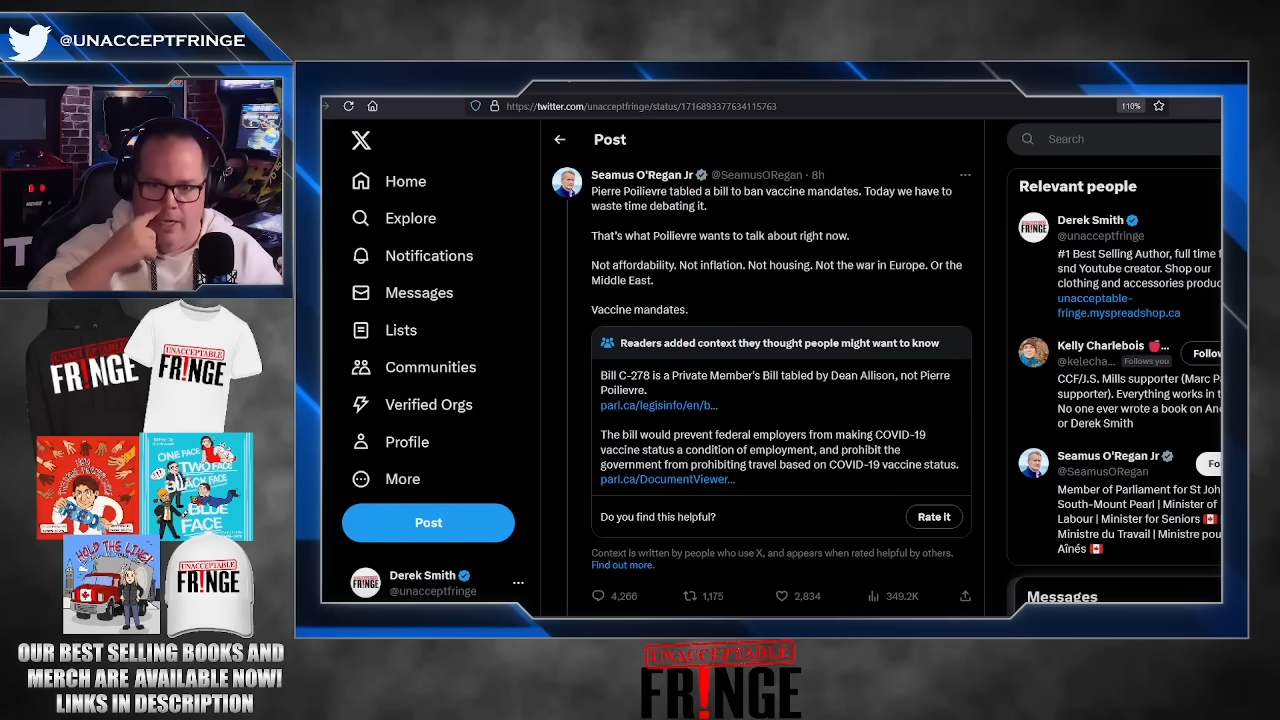 @UNACCEPTFRINGE
https://twitter.com/unacceptfringe/status/1716893377634115763
110%
Home
Explore
Notifications
Messages
Lists
Communities
Verified Orgs
Profile
More
Post
Derek Smith
@unacceptfringe
Post
Seamus O'Regan Jr @SeamusORegan · 8h
Pierre Poilievre tabled a bill to ban vaccine mandates. Today we have to
waste time debating it.
That's what Poilievre wants to talk about right now.
Not affordability. Not inflation. Not housing. Not the war in Europe. Or the
Middle East.
Vaccine mandates.
Readers added context they thought people might want to know
Bill C-278 is a Private Member's Bill tabled by Dean Allison, not Pierre
Poilievre.
parl.ca/legisinfo/en/b…
The bill would prevent federal employers from making COVID-19
vaccine status a condition of employment, and prohibit the
government from prohibiting travel based on COVID-19 vaccine status.
parl.ca/DocumentViewer…
Do you find this helpful?
Rate it
Context is written by people who use X, and appears when rated helpful by others.
Find out more.
4,266
1,175
2,834
349.2K
Search
Relevant people
Derek Smith
@unacceptfringe
#1 Best Selling Author, full time
snd Youtube creator. Shop our
clothing and accessories
unacceptable-
fringe.myspreadshop.ca
Kelly Charlebois
@kelecha… Follows you
CCF/J.S. Mills supporter (Marc
supporter). Everything works in
No one ever wrote a book on
or Derek Smith
Seamus O'Regan Jr
@SeamusORegan
Member of Parliament for St
South-Mount Pearl | Minister of
Labour | Minister for Seniors
Ministre du Travail | Ministre
Aînés
Messages
UNACCEPTABLE
FR!NGE
UNACCEPTABLE
FR!NGE
ONE FACE
TWO FACE
BLACK FACE
BLUE
FACE
HOLD THE LINE!
UNACCEPTABLE
FR!NGE
OUR BEST SELLING BOOKS AND
MERCH ARE AVAILABLE NOW!
LINKS IN DESCRIPTION
UNACCEPTABLE
FR!NGE